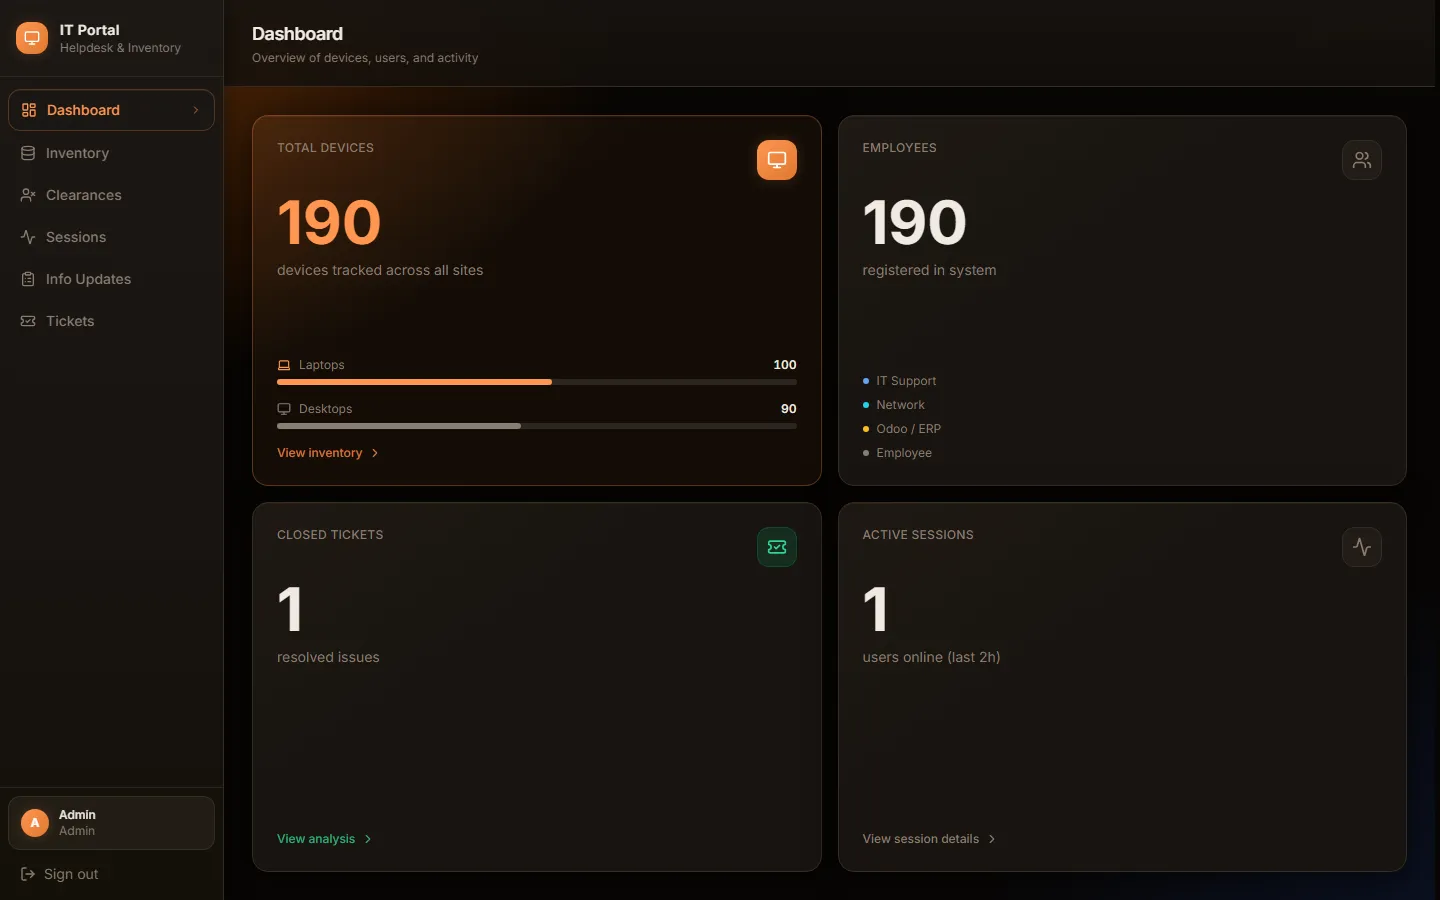 IT Portal
Helpdesk & Inventory
Dashboard
Inventory
Clearances
Sessions
Info Updates
Tickets
A
Admin
Admin
Sign out
Dashboard
Overview of devices, users, and activity
TOTAL DEVICES
190
devices tracked across all sites
Laptops 100
Desktops 90
View inventory
EMPLOYEES
190
registered in system
IT Support
Network
Odoo / ERP
Employee
CLOSED TICKETS
1
resolved issues
View analysis
ACTIVE SESSIONS
1
users online (last 2h)
View session details